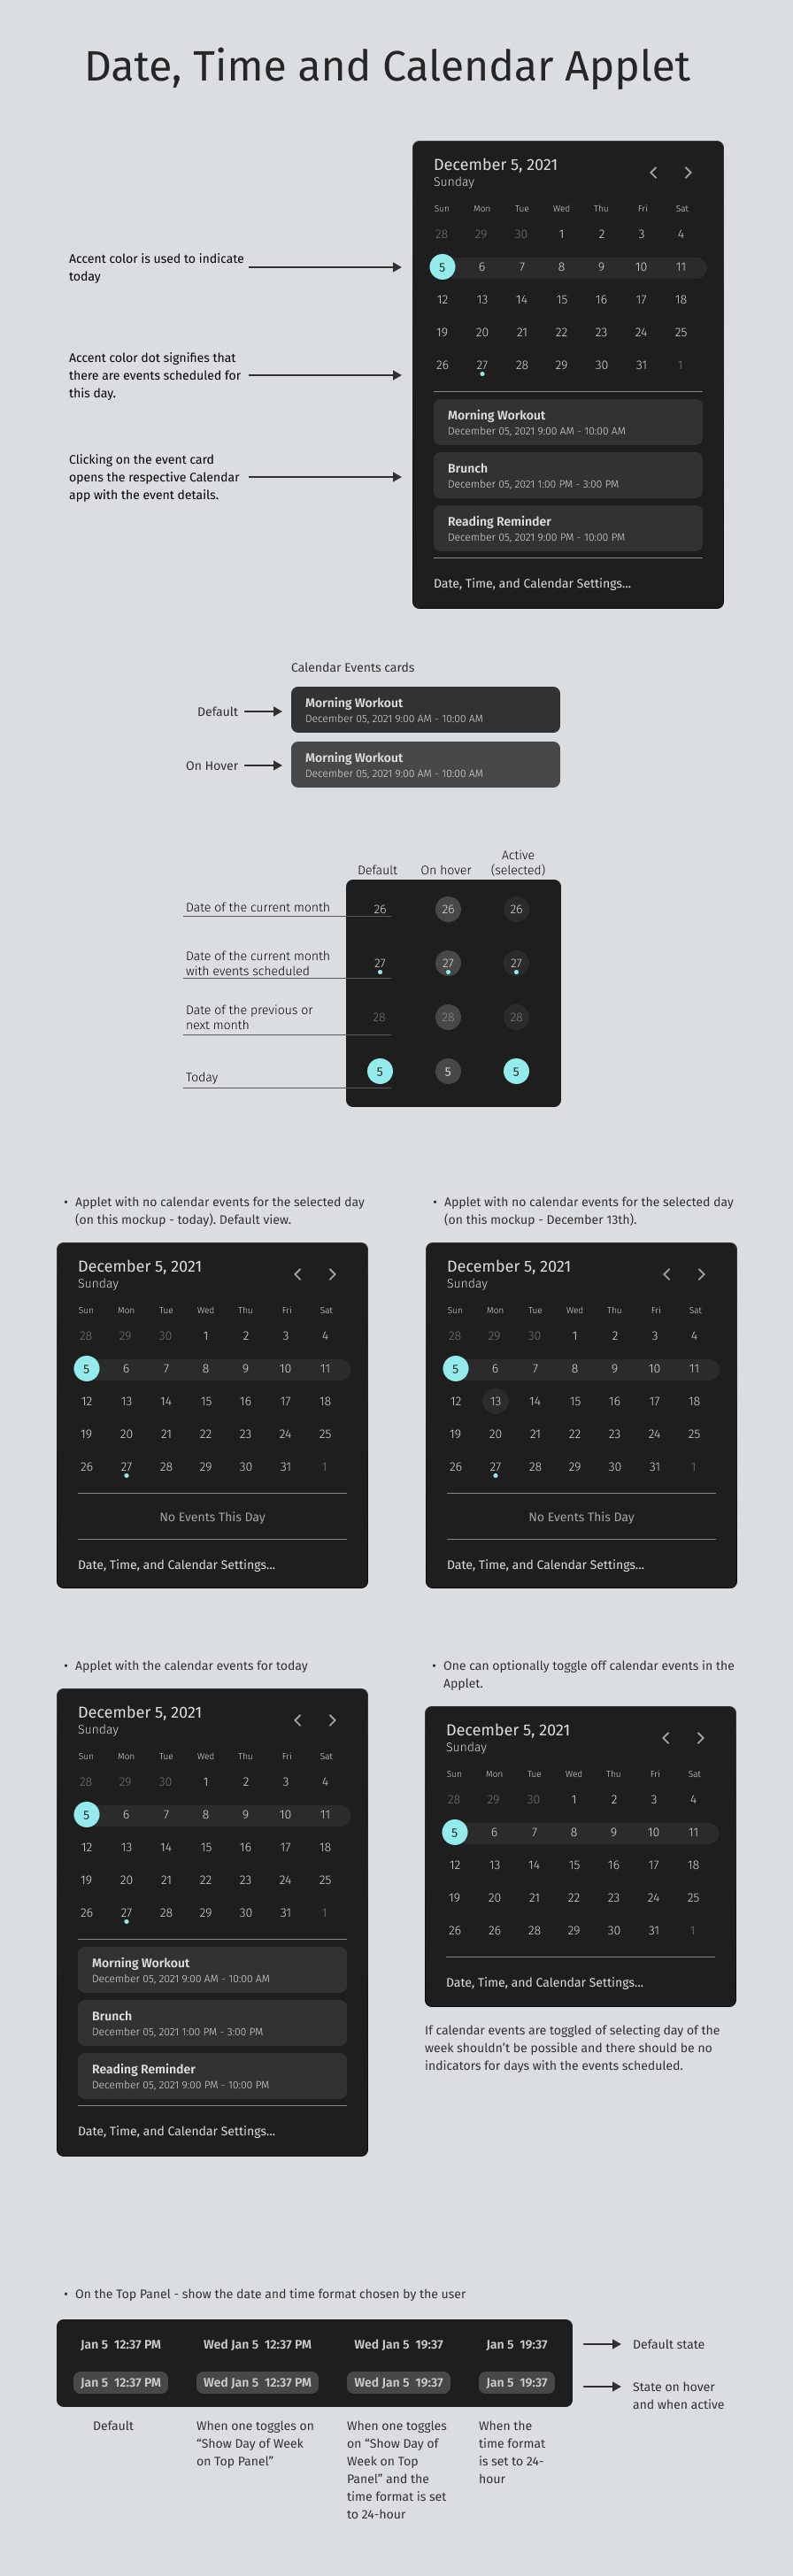 Date, Time and Calendar Applet
December 5, 2021
Sunday
Sun Mon Tue Wed Thu Fri Sat
28 29 30 1 2 3 4
Accent color is used to indicate
today
5 6 7 8 9 10 11
12 13 14 15 16 17 18
19 20 21 22 23 24 25
Accent color dot signifies that
there are events scheduled for
this day.
26 27 28 29 30 31 1
Morning Workout
December 05, 2021 9:00 AM - 10:00 AM
Clicking on the event card
opens the respective Calendar
app with the event details.
Brunch
December 05, 2021 1:00 PM - 3:00 PM
Reading Reminder
December 05, 2021 9:00 PM - 10:00 PM
Date, Time, and Calendar Settings...
Calendar Events cards
Default
Morning Workout
December 05, 2021 9:00 AM - 10:00 AM
On Hover
Morning Workout
December 05, 2021 9:00 AM - 10:00 AM
Default On hover Active
(selected)
Date of the current month
26 26 26
Date of the current month
with events scheduled
27 27 27
Date of the previous or
next month
28 28 28
Today
5 5 5
• Applet with no calendar events for the selected day
(on this mockup - today). Default view.
December 5, 2021
Sunday
Sun Mon Tue Wed Thu Fri Sat
28 29 30 1 2 3 4
5 6 7 8 9 10 11
12 13 14 15 16 17 18
19 20 21 22 23 24 25
26 27 28 29 30 31 1
No Events This Day
Date, Time, and Calendar Settings...
• Applet with no calendar events for the selected day
(on this mockup - December 13th).
December 5, 2021
Sunday
Sun Mon Tue Wed Thu Fri Sat
28 29 30 1 2 3 4
5 6 7 8 9 10 11
12 13 14 15 16 17 18
19 20 21 22 23 24 25
26 27 28 29 30 31 1
No Events This Day
Date, Time, and Calendar Settings...
• Applet with the calendar events for today
December 5, 2021
Sunday
Sun Mon Tue Wed Thu Fri Sat
28 29 30 1 2 3 4
5 6 7 8 9 10 11
12 13 14 15 16 17 18
19 20 21 22 23 24 25
26 27 28 29 30 31 1
Morning Workout
December 05, 2021 9:00 AM - 10:00 AM
Brunch
December 05, 2021 1:00 PM - 3:00 PM
Reading Reminder
December 05, 2021 9:00 PM - 10:00 PM
Date, Time, and Calendar Settings...
• One can optionally toggle off calendar events in the
Applet.
December 5, 2021
Sunday
Sun Mon Tue Wed Thu Fri Sat
28 29 30 1 2 3 4
5 6 7 8 9 10 11
12 13 14 15 16 17 18
19 20 21 22 23 24 25
26 26 28 29 30 31 1
Date, Time, and Calendar Settings...
If calendar events are toggled of selecting day of the
week shouldn't be possible and there should be no
indicators for days with the events scheduled.
• On the Top Panel - show the date and time format chosen by the user
Jan 5 12:37 PM Wed Jan 5 12:37 PM Wed Jan 5 19:37 Jan 5 19:37
Default state
Jan 5 12:37 PM Wed Jan 5 12:37 PM Wed Jan 5 19:37 Jan 5 19:37
State on hover
and when active
Default
When one toggles on
“Show Day of Week
on Top Panel”
When one toggles
on “Show Day of
Week on Top
Panel” and the
time format is set
to 24-hour
When the
time format
is set to 24-
hour